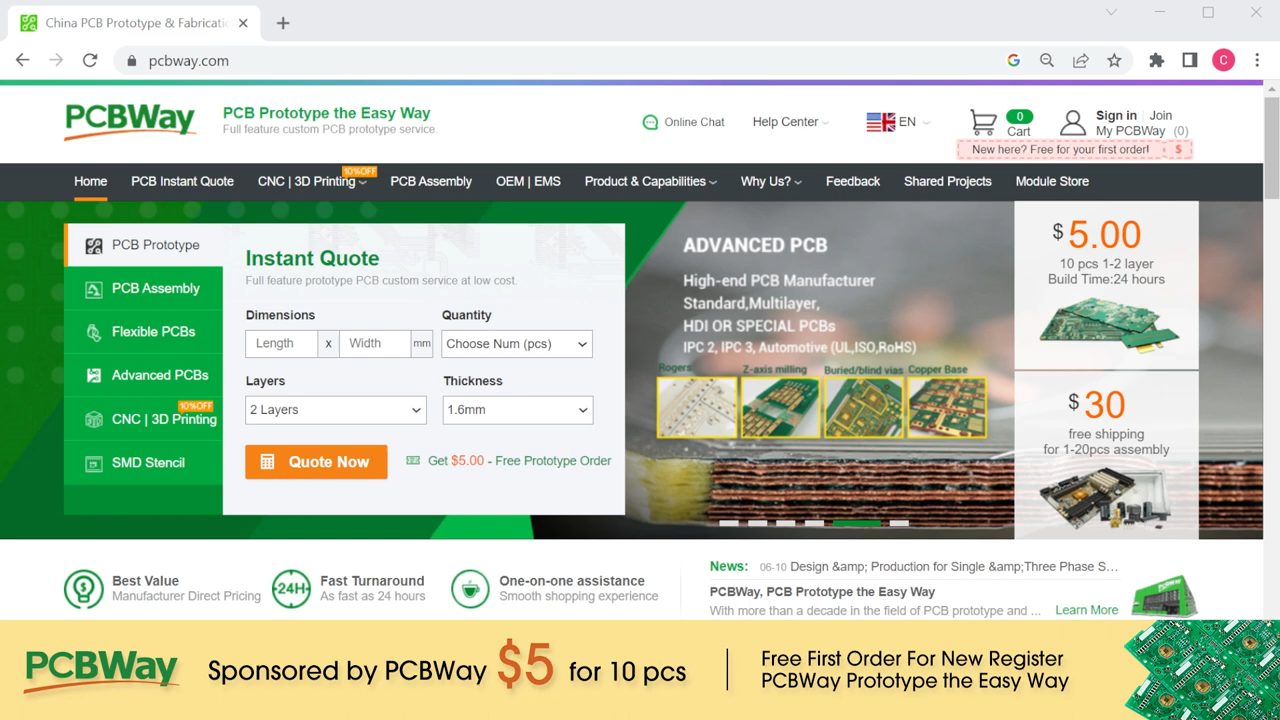 China PCB Prototype & Fabricatio
pcbway.com
C
PCBWay
PCB Prototype the Easy Way
Full feature custom PCB prototype service.
Online Chat
Help Center
EN
0
Cart
Sign in
Join
My PCBWay (0)
New here? Free for your first order!
$
10%OFF
Home
PCB Instant Quote
CNC | 3D Printing
PCB Assembly
OEM | EMS
Product & Capabilities
Why Us?
Feedback
Shared Projects
Module Store
PCB Prototype
PCB Assembly
Flexible PCBs
Advanced PCBs
10%OFF
CNC | 3D Printing
SMD Stencil
Instant Quote
Full feature prototype PCB custom service at low cost.
Dimensions
Quantity
Length x Width mm
Choose Num (pcs)
Layers
Thickness
2 Layers
1.6mm
Quote Now
Get $5.00 - Free Prototype Order
ADVANCED PCB
High-end PCB Manufacturer
Standard,Multilayer,
HDI OR SPECIAL PCBs
IPC 2, IPC 3, Automotive (UL,ISO,RoHS)
Rogers
Z-axis milling
Buried/blind vias
Copper Base
$5.00
10 pcs 1-2 layer
Build Time:24 hours
$30
free shipping
for 1-20pcs assembly
Best Value
Manufacturer Direct Pricing
24H
Fast Turnaround
As fast as 24 hours
One-on-one assistance
Smooth shopping experience
News: 06-10 Design &amp; Production for Single &amp;Three Phase S...
PCBWay, PCB Prototype the Easy Way
With more than a decade in the field of PCB prototype and ... Learn More
PCBWay
Sponsored by PCBWay $5 for 10 pcs
Free First Order For New Register
PCBWay Prototype the Easy Way